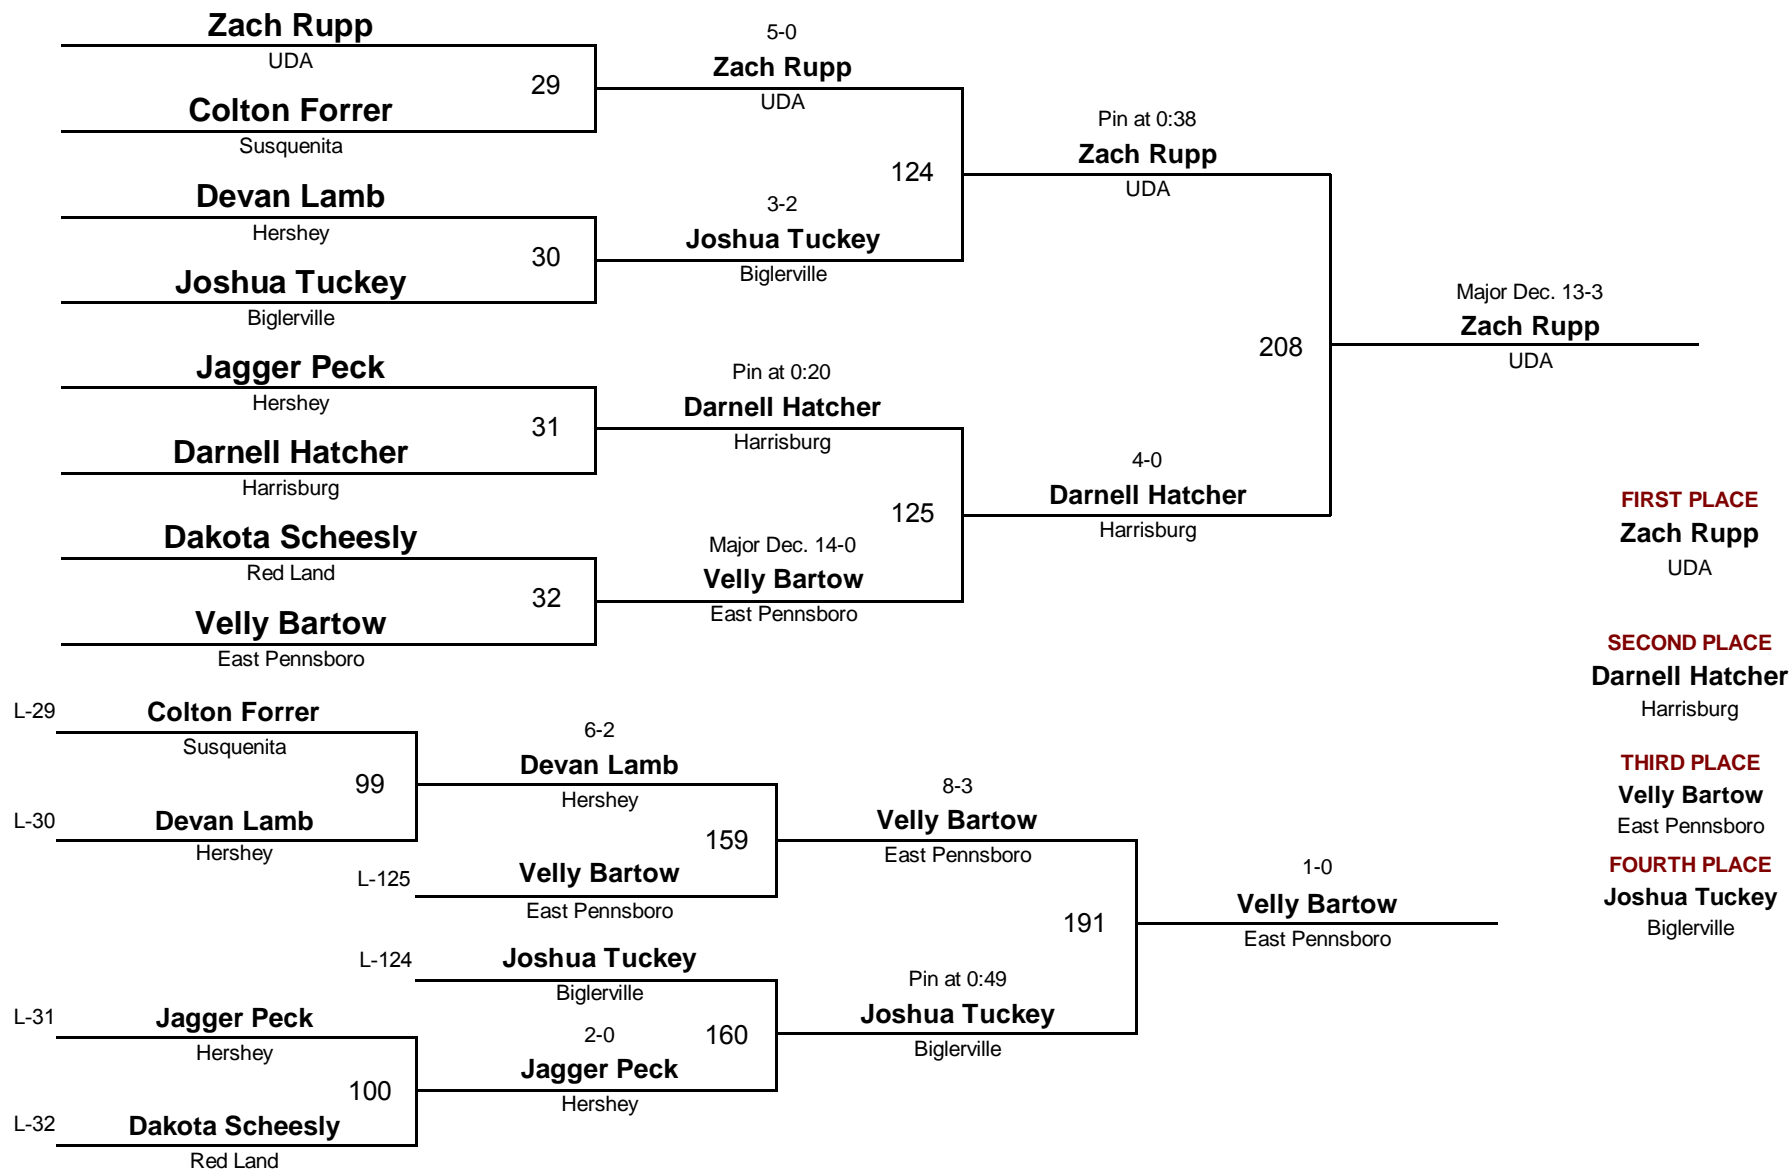 Zach Rupp
UDA
29
Colton Forrer
Susquenita
5-0
Zach Rupp
UDA
Devan Lamb
Hershey
30
Joshua Tuckey
Biglerville
3-2
Joshua Tuckey
Biglerville
124
Pin at 0:38
Zach Rupp
UDA
Jagger Peck
Hershey
31
Darnell Hatcher
Harrisburg
Pin at 0:20
Darnell Hatcher
Harrisburg
Dakota Scheesly
Red Land
32
Velly Bartow
East Pennsboro
Major Dec. 14-0
Velly Bartow
East Pennsboro
125
4-0
Darnell Hatcher
Harrisburg
208
Major Dec. 13-3
Zach Rupp
UDA
FIRST PLACE
Zach Rupp
UDA
SECOND PLACE
Darnell Hatcher
Harrisburg
THIRD PLACE
Velly Bartow
East Pennsboro
FOURTH PLACE
Joshua Tuckey
Biglerville
L-29
Colton Forrer
Susquenita
99
L-30
Devan Lamb
Hershey
6-2
Devan Lamb
Hershey
159
L-125
Velly Bartow
East Pennsboro
8-3
Velly Bartow
East Pennsboro
L-124
Joshua Tuckey
Biglerville
160
L-31
Jagger Peck
Hershey
100
L-32
Dakota Scheesly
Red Land
2-0
Jagger Peck
Hershey
Pin at 0:49
Joshua Tuckey
Biglerville
191
1-0
Velly Bartow
East Pennsboro